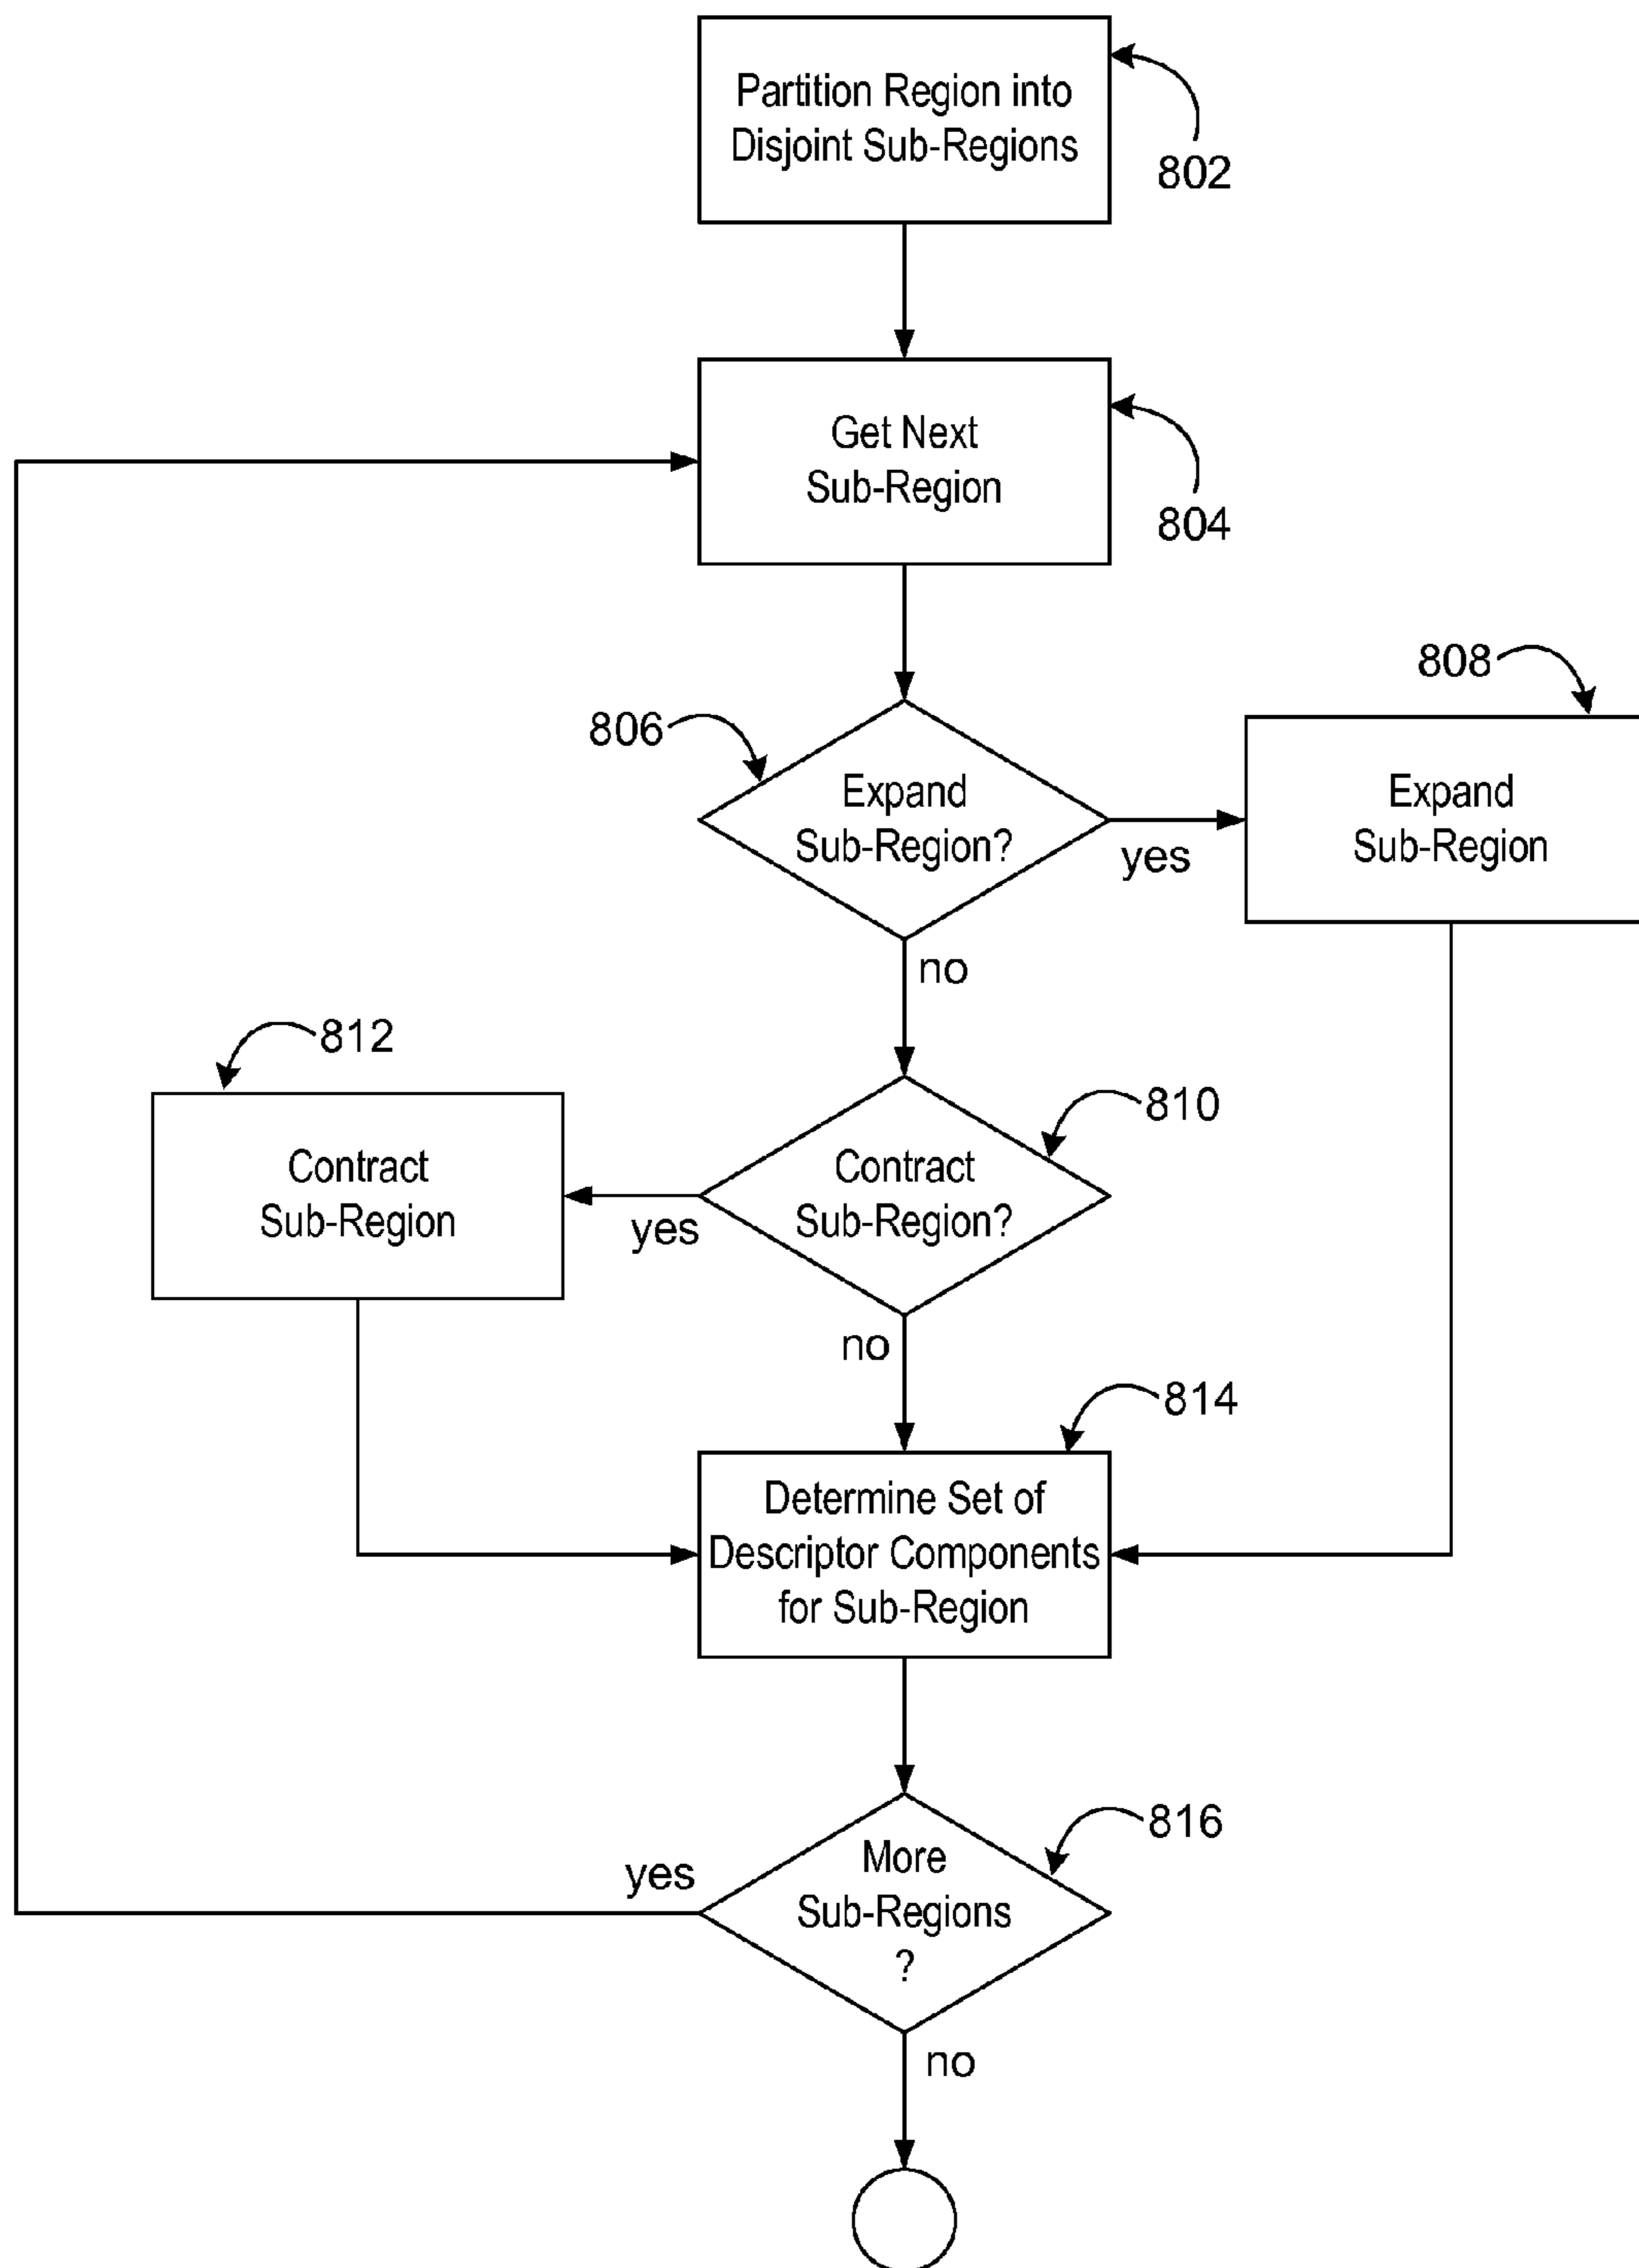 Partition Region into
Disjoint Sub-Regions
802
Get Next
Sub-Region
804
806
Expand
Sub-Region?
yes
808
Expand
Sub-Region
no
812
Contract
Sub-Region
810
Contract
Sub-Region?
yes
no
814
Determine Set of
Descriptor Components
for Sub-Region
816
More
Sub-Regions
?
yes
no